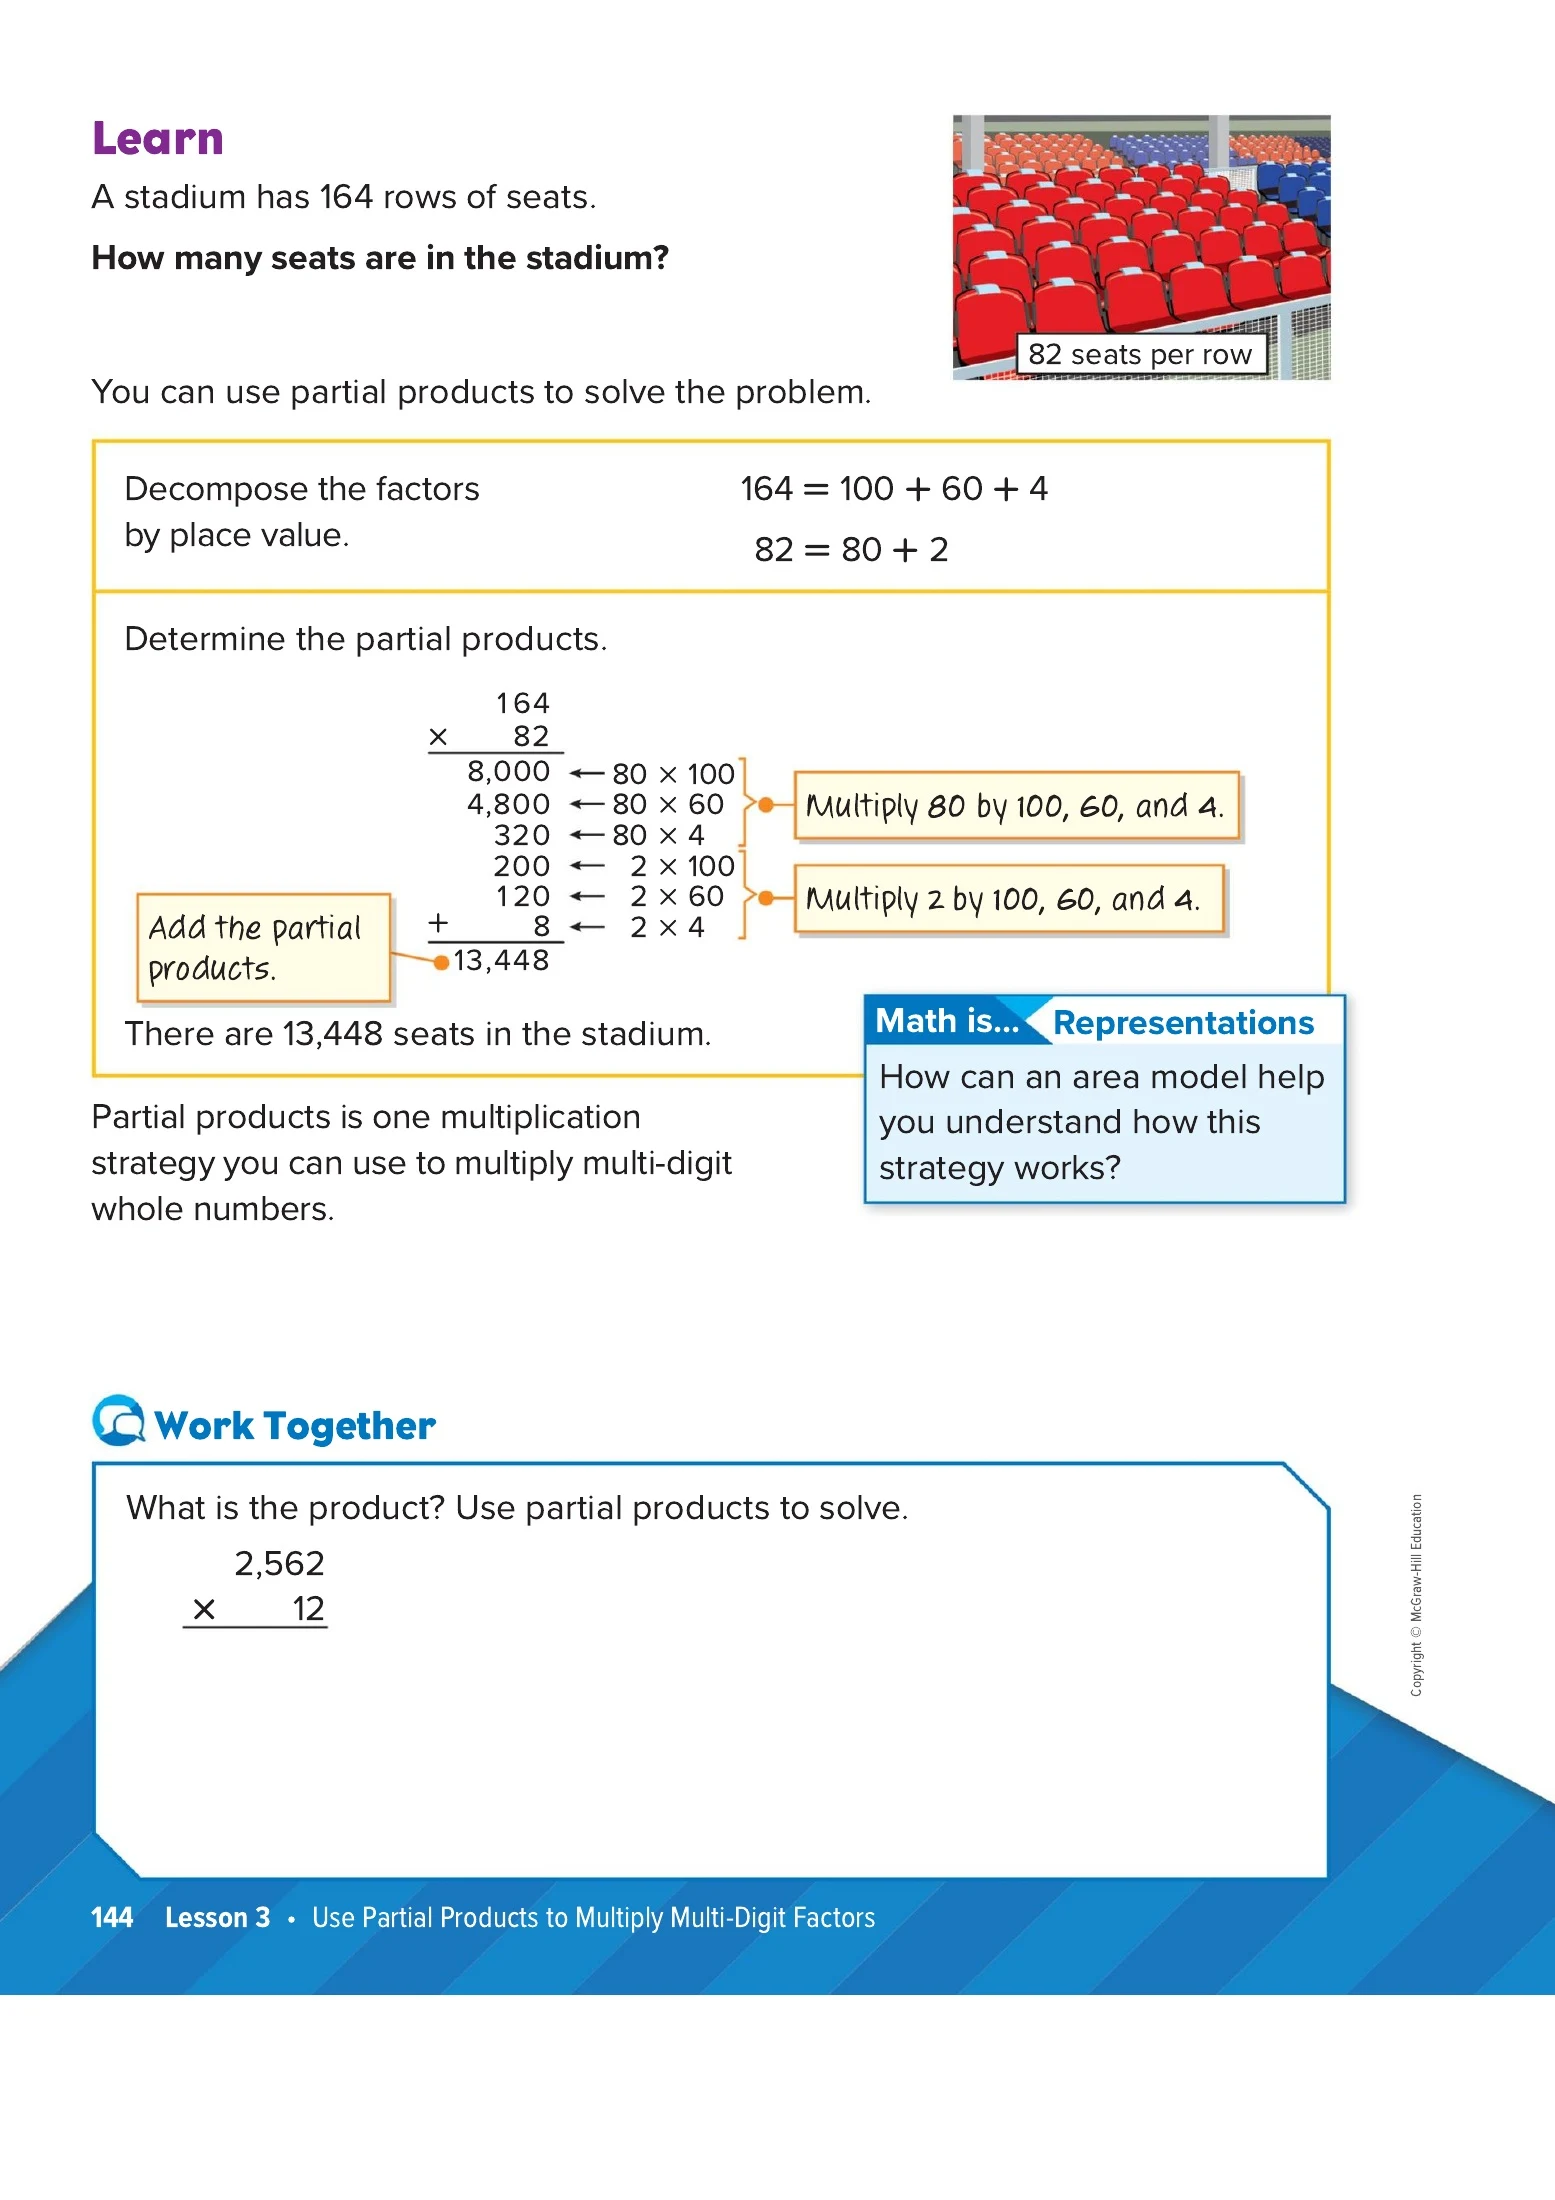 Learn
A stadium has 164 rows of seats.
How many seats are in the stadium?
82 seats per row
You can use partial products to solve the problem.
Decompose the factors
by place value.
164 = 100 + 60 + 4
82 = 80 + 2
Determine the partial products.
164
× 82
8,000 ← 80 × 100
4,800 ← 80 × 60
320 ← 80 × 4
Multiply 80 by 100, 60, and 4.
200 ← 2 × 100
120 ← 2 × 60
+ 8 ← 2 × 4
Multiply 2 by 100, 60, and 4.
13,448
Add the partial
products.
There are 13,448 seats in the stadium.
Math is... Representations
How can an area model help
you understand how this
strategy works?
Partial products is one multiplication
strategy you can use to multiply multi-digit
whole numbers.
Work Together
What is the product? Use partial products to solve.
2,562
× 12
Copyright © McGraw-Hill Education
144 Lesson 3 • Use Partial Products to Multiply Multi-Digit Factors